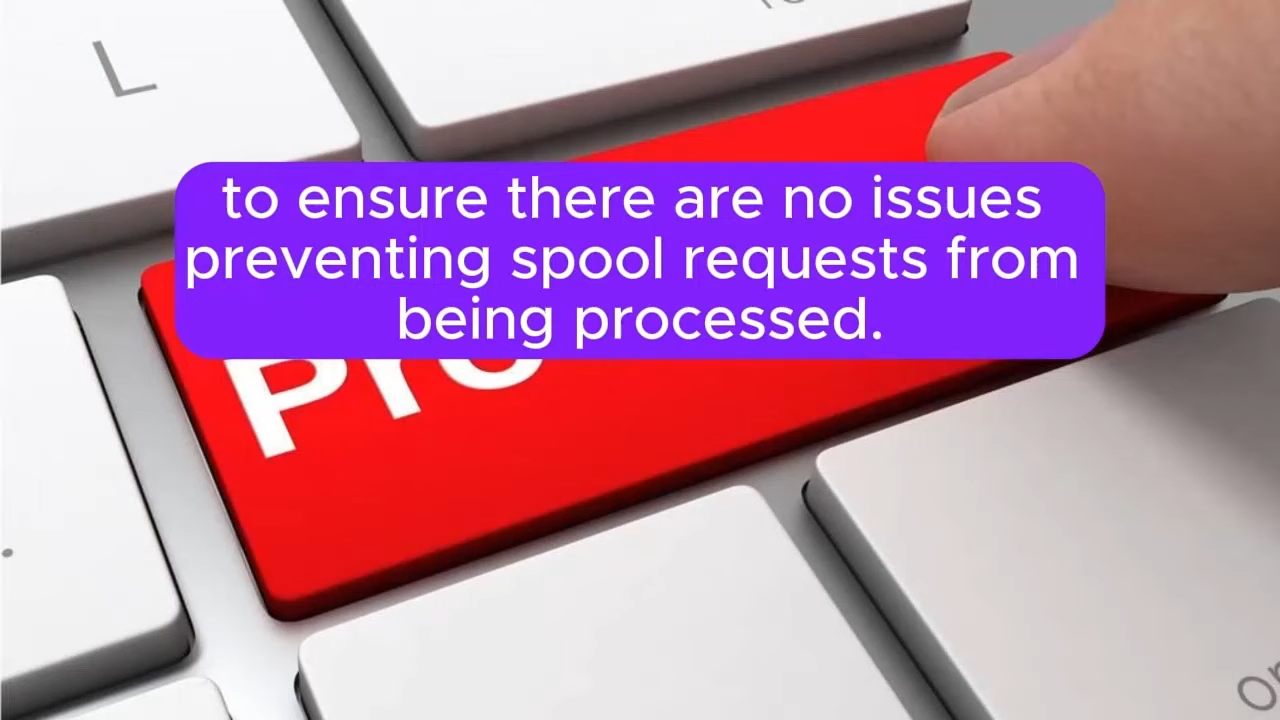 L
to ensure there are no issues
preventing spool requests from
being processed.